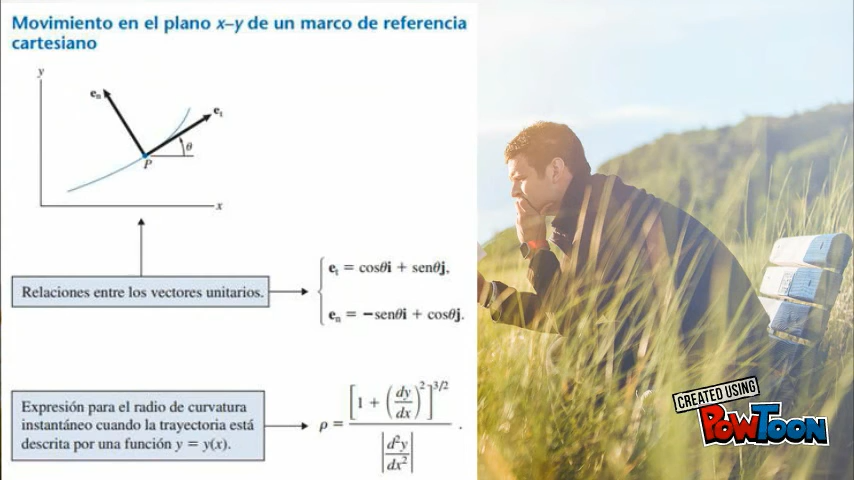 Movimiento en el plano x–y de un marco de referencia
cartesiano
y
eₙ
eₜ
θ
P
x
Relaciones entre los vectores unitarios.
eₜ = cosθi + senθj,
eₙ = −senθi + cosθj.
Expresión para el radio de curvatura
instantáneo cuando la trayectoria está
descrita por una función y = y(x).
ρ = [1 + (dy/dx)²]^3/2 / |d²y/dx²| .
CREATED USING
POWTOON